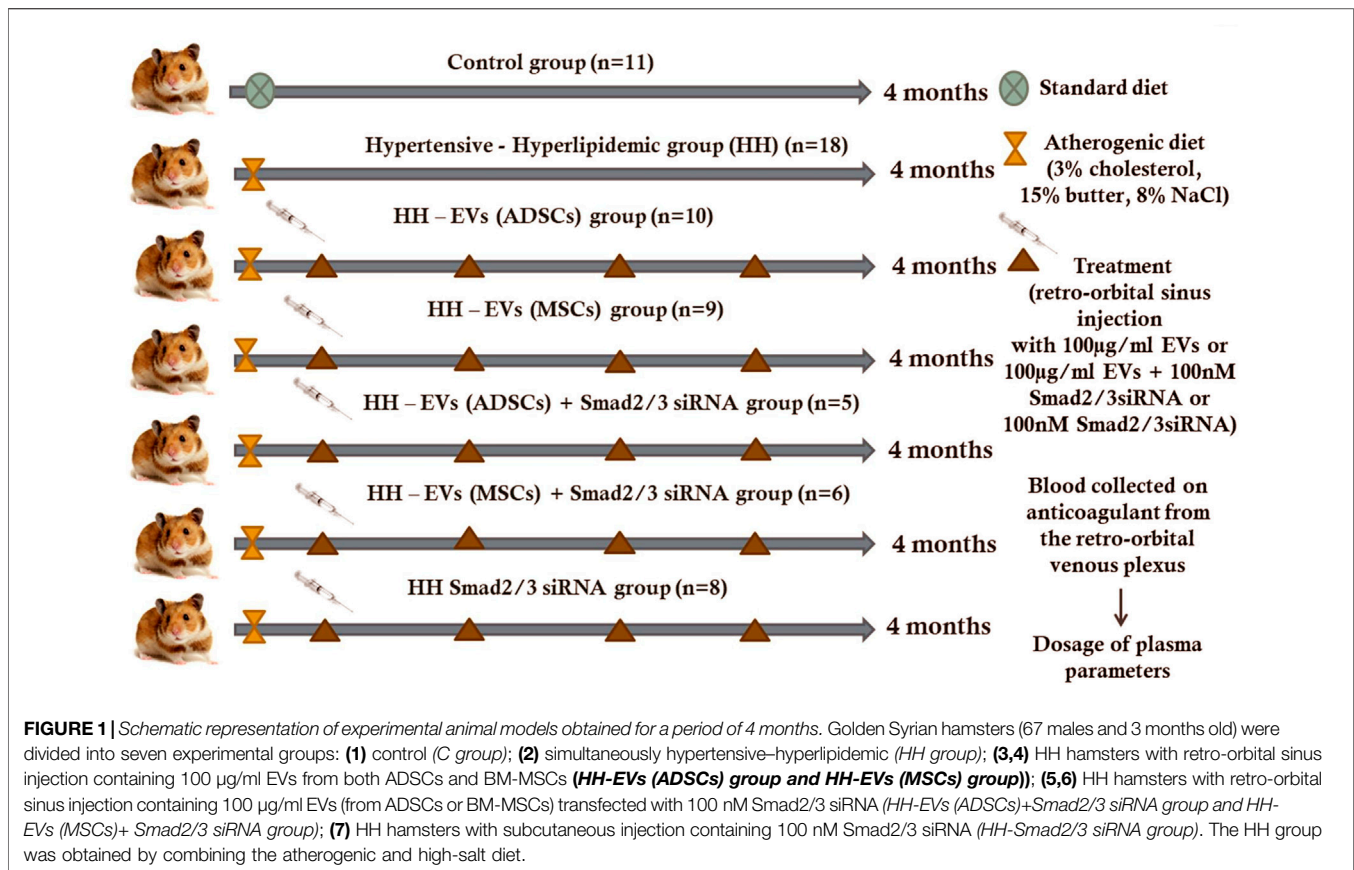 Control group (n=11)
4 months
Standard diet
Hypertensive - Hyperlipidemic group (HH) (n=18)
4 months
Atherogenic diet
(3% cholesterol,
15% butter, 8% NaCl)
HH – EVs (ADSCs) group (n=10)
4 months
HH – EVs (MSCs) group (n=9)
4 months
HH – EVs (ADSCs) + Smad2/3 siRNA group (n=5)
4 months
HH – EVs (MSCs) + Smad2/3 siRNA group (n=6)
4 months
HH Smad2/3 siRNA group (n=8)
4 months
Treatment
(retro-orbital sinus
injection
with 100µg/ml EVs or
100µg/ml EVs + 100nM
Smad2/3siRNA or
100nM Smad2/3siRNA)
Blood collected on
anticoagulant from
the retro-orbital
venous plexus
Dosage of plasma
parameters
FIGURE 1 | Schematic representation of experimental animal models obtained for a period of 4 months. Golden Syrian hamsters (67 males and 3 months old) were
divided into seven experimental groups: (1) control (C group); (2) simultaneously hypertensive–hyperlipidemic (HH group); (3,4) HH hamsters with retro-orbital sinus
injection containing 100 µg/ml EVs from both ADSCs and BM-MSCs (HH-EVs (ADSCs) group and HH-EVs (MSCs) group)); (5,6) HH hamsters with retro-orbital
sinus injection containing 100 µg/ml EVs (from ADSCs or BM-MSCs) transfected with 100 nM Smad2/3 siRNA (HH-EVs (ADSCs)+Smad2/3 siRNA group and HH-
EVs (MSCs)+ Smad2/3 siRNA group); (7) HH hamsters with subcutaneous injection containing 100 nM Smad2/3 siRNA (HH-Smad2/3 siRNA group). The HH group
was obtained by combining the atherogenic and high-salt diet.